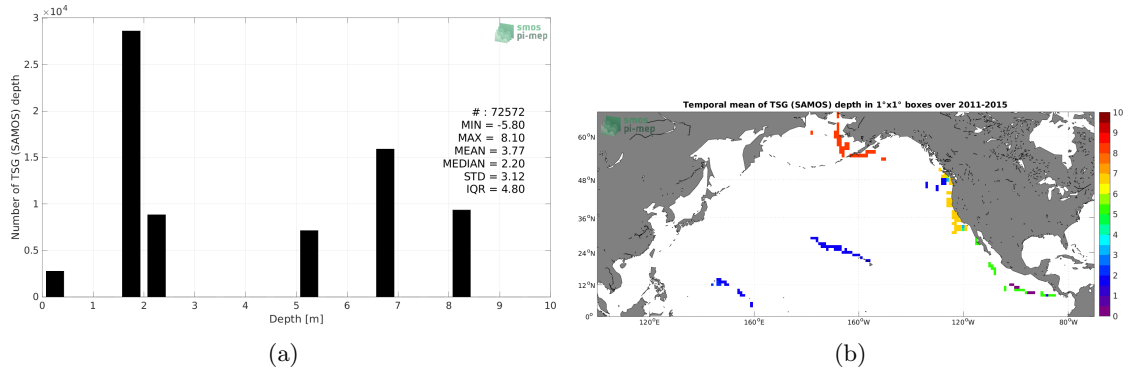 ×10⁴
3
2.5
2
1.5
1
0.5
0
Number of TSG (SAMOS) depth
smos
pi-mep
# : 72572
MIN = -5.80
MAX = 8.10
MEAN = 3.77
MEDIAN = 2.20
STD = 3.12
IQR = 4.80
0 1 2 3 4 5 6 7 8 9 10
Depth [m]
(a)
Temporal mean of TSG (SAMOS) depth in 1°x1° boxes over 2011-2015
smos
pi-mep
60°N
48°N
36°N
24°N
12°N
0°
120°E 160°E 160°W 120°W 80°W
10
9
8
7
6
5
4
3
2
1
0
(b)